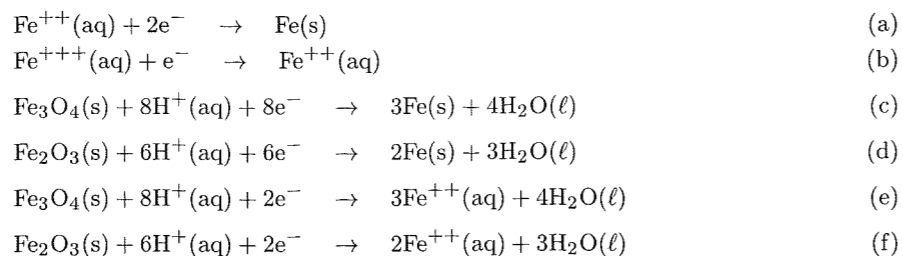 Fe⁺⁺(aq) + 2e⁻ → Fe(s) (a)
Fe⁺⁺⁺(aq) + e⁻ → Fe⁺⁺(aq) (b)
Fe₃O₄(s) + 8H⁺(aq) + 8e⁻ → 3Fe(s) + 4H₂O(ℓ) (c)
Fe₂O₃(s) + 6H⁺(aq) + 6e⁻ → 2Fe(s) + 3H₂O(ℓ) (d)
Fe₃O₄(s) + 8H⁺(aq) + 2e⁻ → 3Fe⁺⁺(aq) + 4H₂O(ℓ) (e)
Fe₂O₃(s) + 6H⁺(aq) + 2e⁻ → 2Fe⁺⁺(aq) + 3H₂O(ℓ) (f)